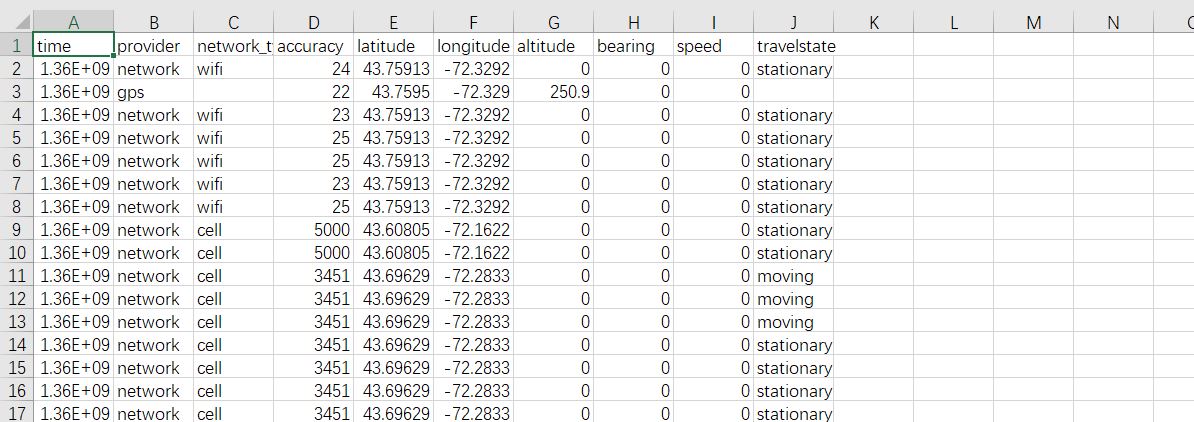 A B C D E F G H I J K L M N
1 time provider network_t accuracy latitude longitude altitude bearing speed travelstate
2 1.36E+09 network wifi 24 43.75913 -72.3292 0 0 0 stationary
3 1.36E+09 gps 22 43.7595 -72.329 250.9 0 0
4 1.36E+09 network wifi 23 43.75913 -72.3292 0 0 0 stationary
5 1.36E+09 network wifi 25 43.75913 -72.3292 0 0 0 stationary
6 1.36E+09 network wifi 25 43.75913 -72.3292 0 0 0 stationary
7 1.36E+09 network wifi 23 43.75913 -72.3292 0 0 0 stationary
8 1.36E+09 network wifi 25 43.75913 -72.3292 0 0 0 stationary
9 1.36E+09 network cell 5000 43.60805 -72.1622 0 0 0 stationary
10 1.36E+09 network cell 5000 43.60805 -72.1622 0 0 0 stationary
11 1.36E+09 network cell 3451 43.69629 -72.2833 0 0 0 moving
12 1.36E+09 network cell 3451 43.69629 -72.2833 0 0 0 moving
13 1.36E+09 network cell 3451 43.69629 -72.2833 0 0 0 moving
14 1.36E+09 network cell 3451 43.69629 -72.2833 0 0 0 stationary
15 1.36E+09 network cell 3451 43.69629 -72.2833 0 0 0 stationary
16 1.36E+09 network cell 3451 43.69629 -72.2833 0 0 0 stationary
17 1.36E+09 network cell 3451 43.69629 -72.2833 0 0 0 stationary